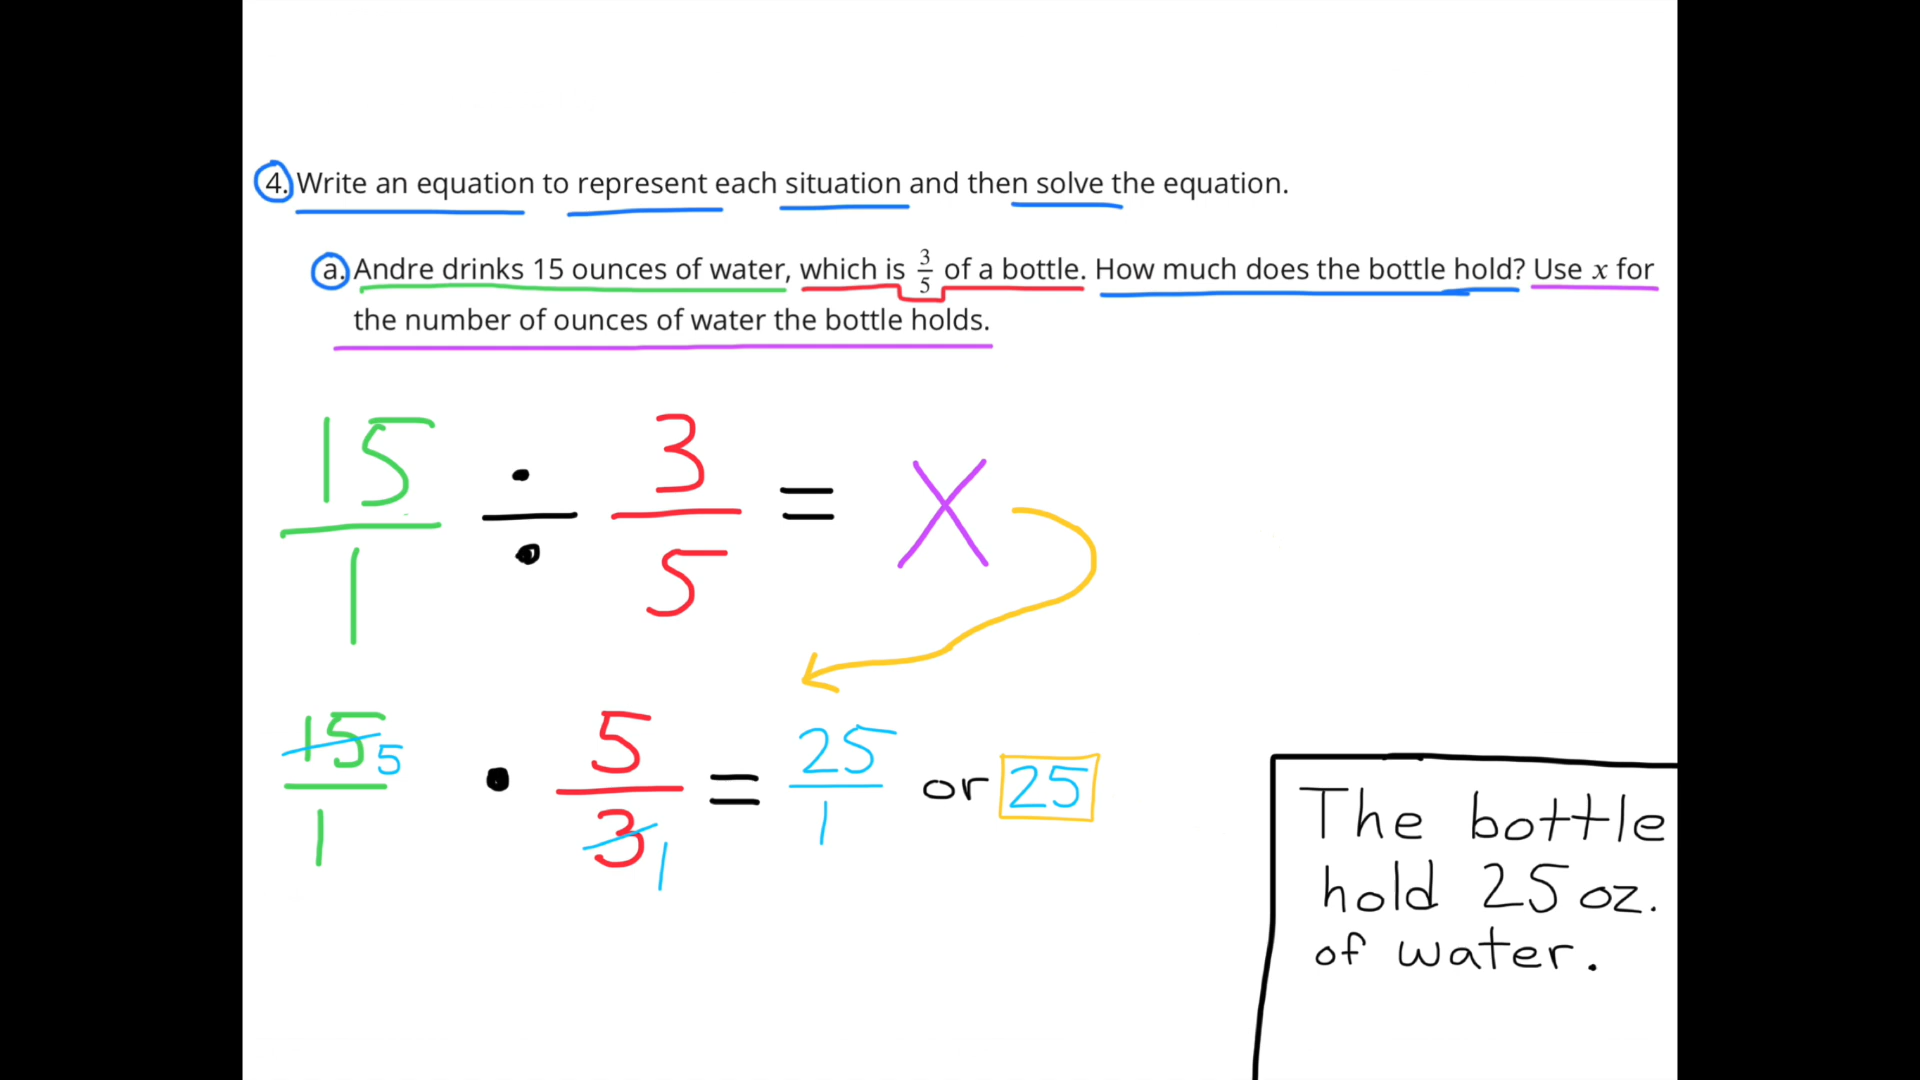 4. Write an equation to represent each situation and then solve the equation.
a. Andre drinks 15 ounces of water, which is 3/5 of a bottle. How much does the bottle hold? Use x for
the number of ounces of water the bottle holds.
15/1 ÷ 3/5 = X
15/1 5 • 5/3 1 = 25/1 or 25
The bottle
hold 25 oz.
of water.